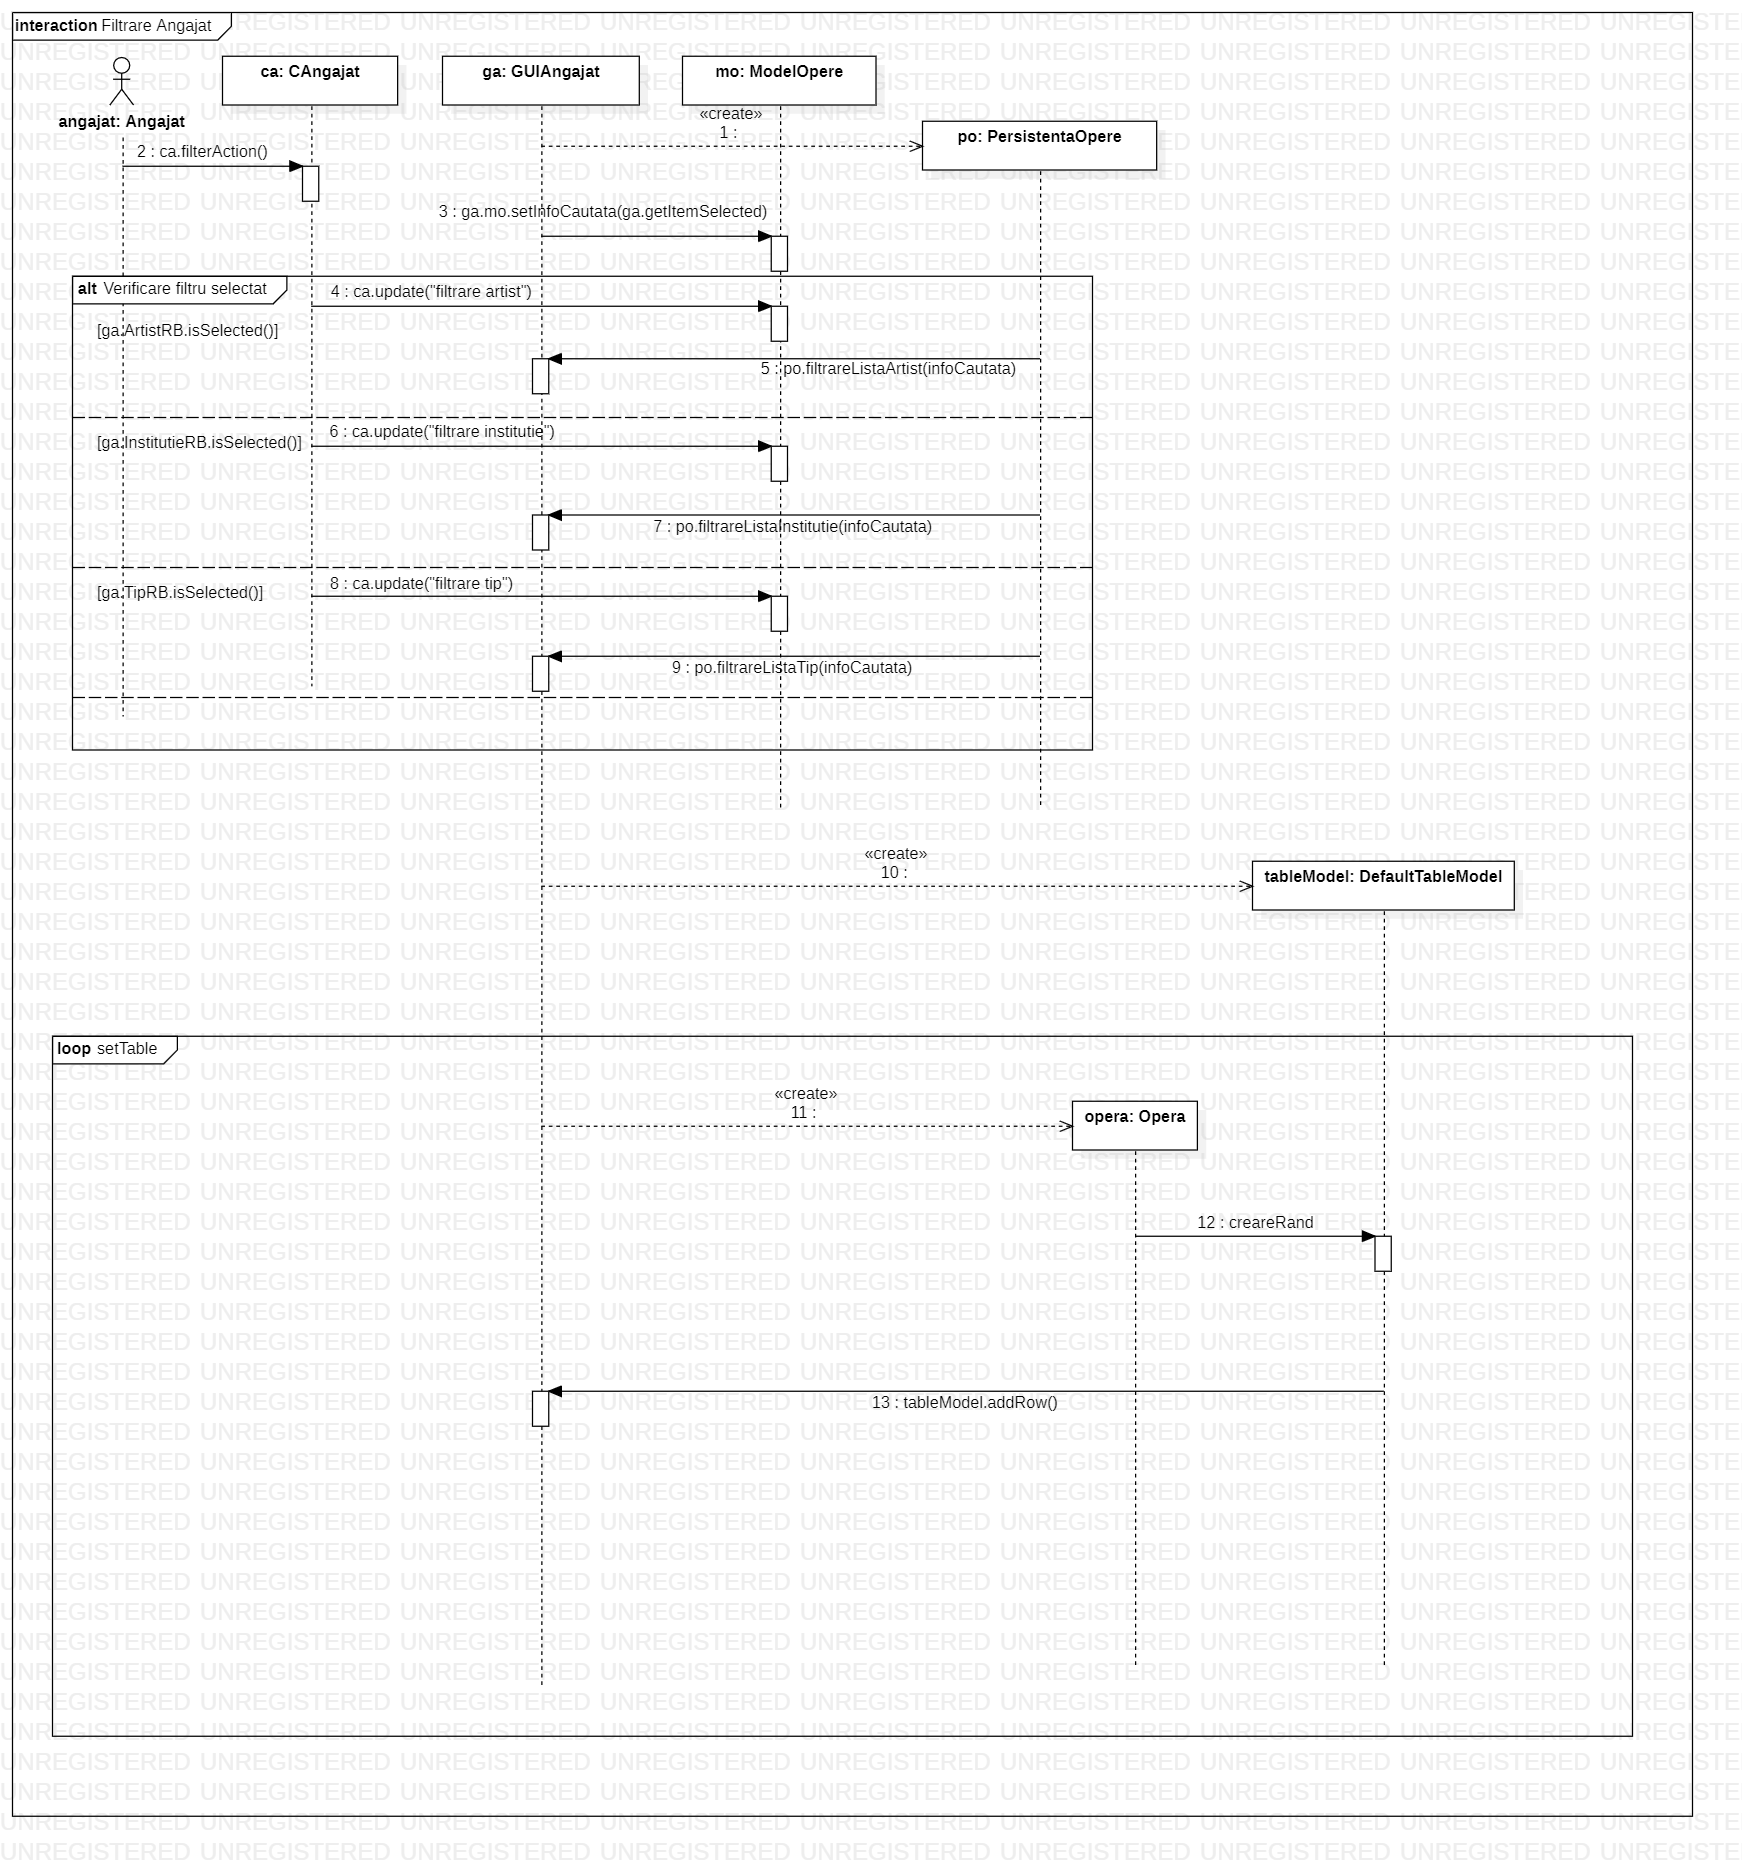 interaction Filtrare Angajat
ca: CAngajat
ga: GUIAngajat
mo: ModelOpere
angajat: Angajat
«create»
1 :
po: PersistentaOpere
2 : ca.filterAction()
3 : ga.mo.setInfoCautata(ga.getItemSelected)
alt Verificare filtru selectat
4 : ca.update("filtrare artist")
[ga.ArtistRB.isSelected()]
5 : po.filtrareListaArtist(infoCautata)
6 : ca.update("filtrare institutie")
[ga.InstitutieRB.isSelected()]
7 : po.filtrareListaInstitutie(infoCautata)
8 : ca.update("filtrare tip")
[ga.TipRB.isSelected()]
9 : po.filtrareListaTip(infoCautata)
«create»
10 :
tableModel: DefaultTableModel
loop setTable
«create»
11 :
opera: Opera
12 : creareRand
13 : tableModel.addRow()
UNREGISTERED